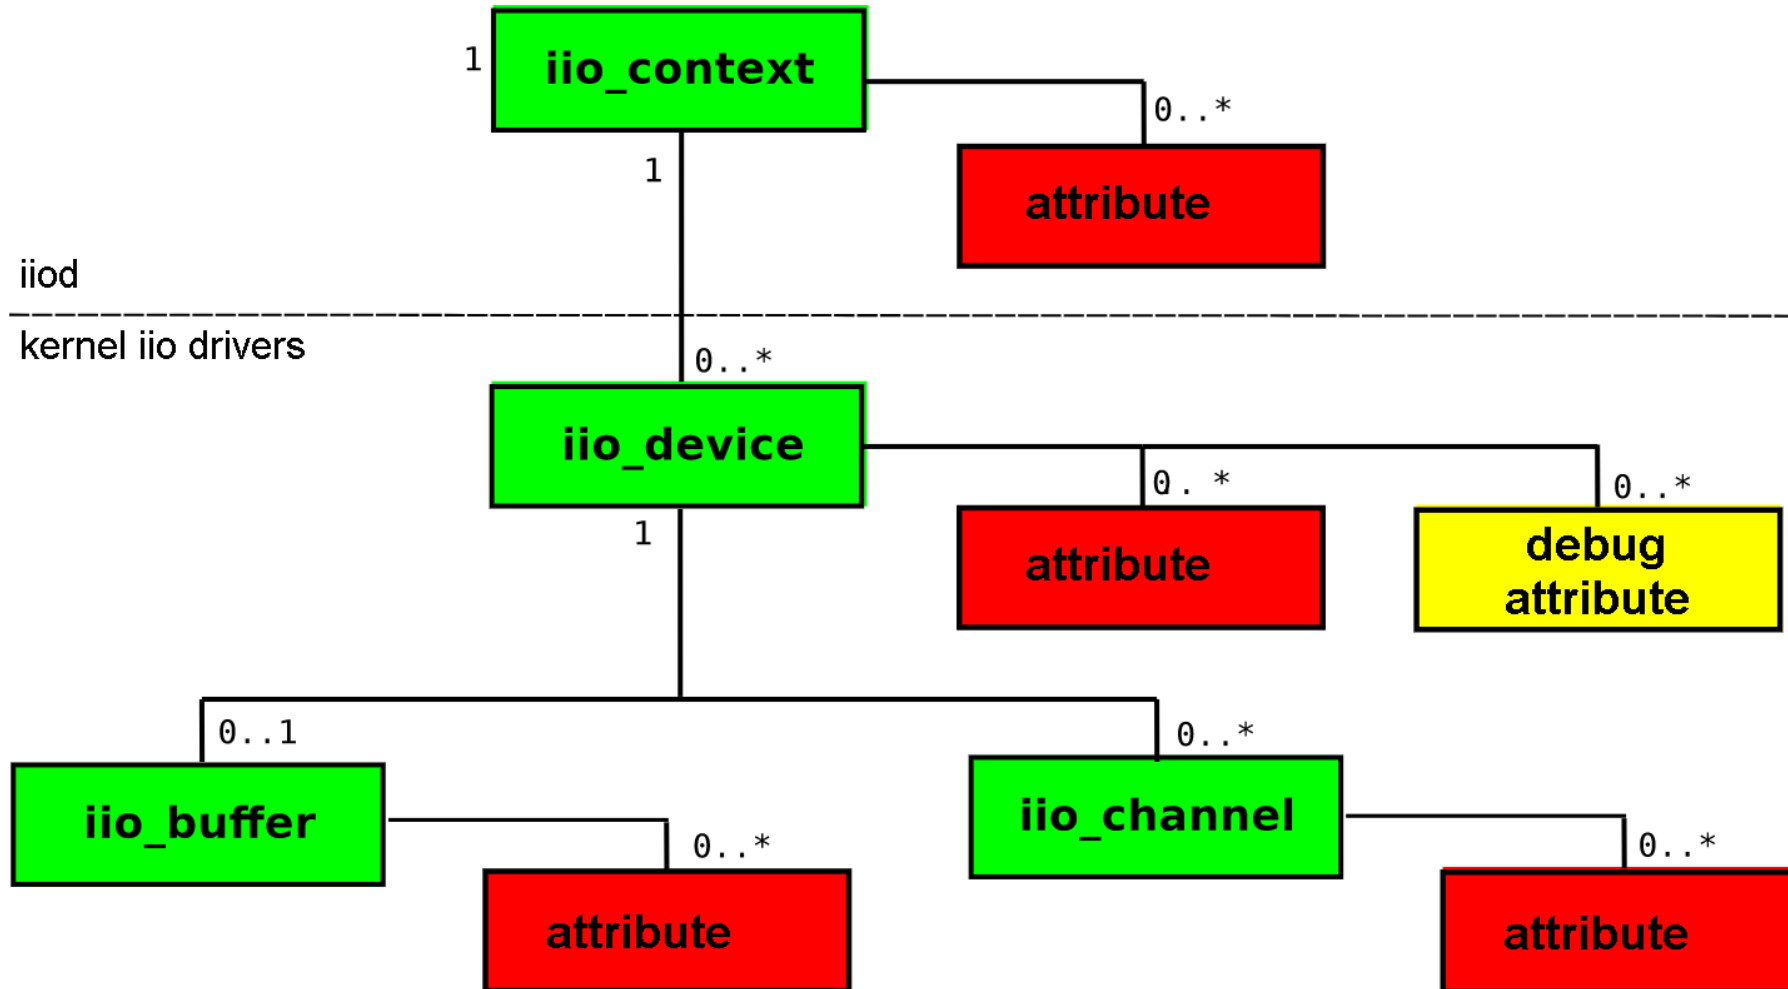 1
iio_context
0..*
1
attribute
iiod
kernel iio drivers
0..*
iio_device
0. . *
0..*
1
attribute
debug
attribute
0..1
0..*
iio_buffer
iio_channel
0..*
0..*
attribute
attribute